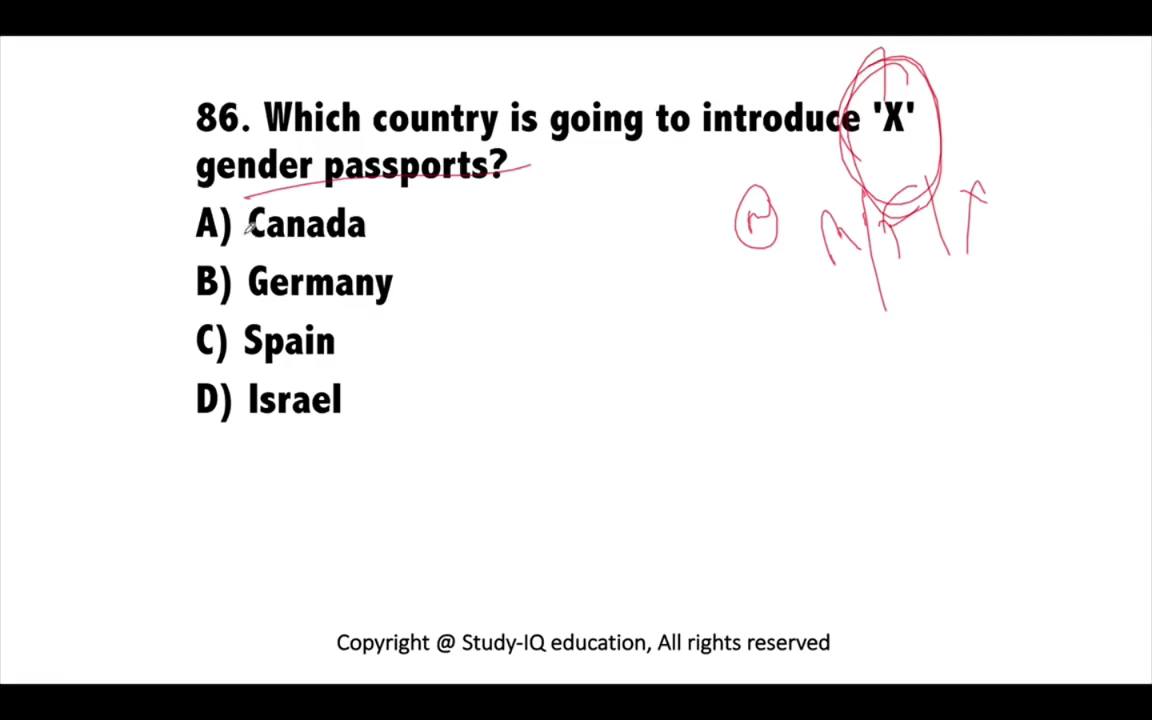 86. Which country is going to introduce 'X'
gender passports?
A) Canada
B) Germany
C) Spain
D) Israel
Copyright @ Study-IQ education, All rights reserved